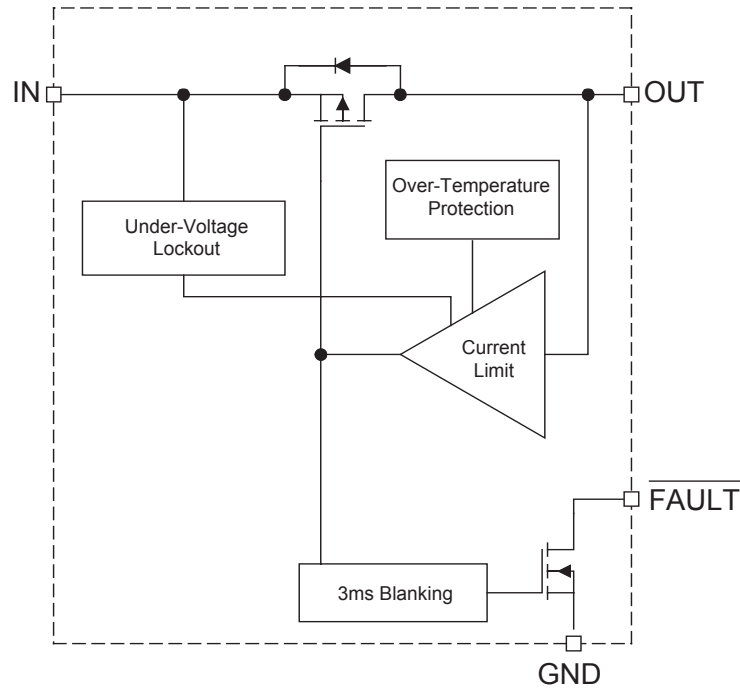 IN
OUT
Over-Temperature
Protection
Under-Voltage
Lockout
Current
Limit
FAULT
3ms Blanking
GND